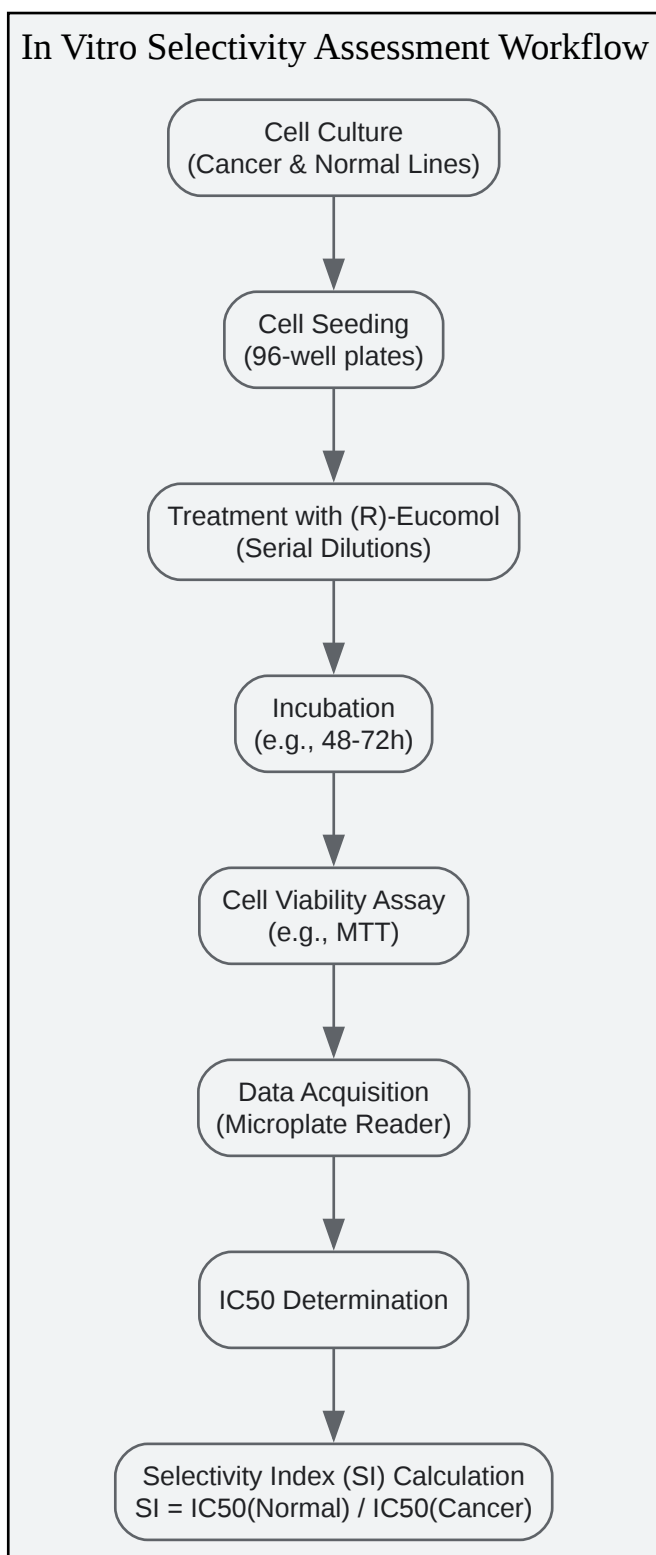 In Vitro Selectivity Assessment Workflow
Cell Culture
(Cancer & Normal Lines)
Cell Seeding
(96-well plates)
Treatment with (R)-Eucomol
(Serial Dilutions)
Incubation
(e.g., 48-72h)
Cell Viability Assay
(e.g., MTT)
Data Acquisition
(Microplate Reader)
IC50 Determination
Selectivity Index (SI) Calculation
SI = IC50(Normal) / IC50(Cancer)